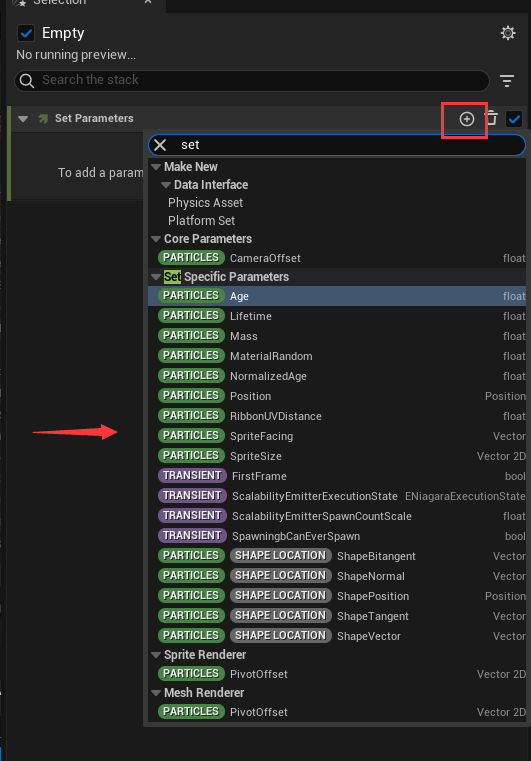 Selection
Empty
No running preview...
Search the stack
Set Parameters
set
To add a param
Make New
Data Interface
Physics Asset
Platform Set
Core Parameters
PARTICLES CameraOffset float
Set Specific Parameters
PARTICLES Age float
PARTICLES Lifetime float
PARTICLES Mass float
PARTICLES MaterialRandom float
PARTICLES NormalizedAge float
PARTICLES Position Position
PARTICLES RibbonUVDistance float
PARTICLES SpriteFacing Vector
PARTICLES SpriteSize Vector 2D
TRANSIENT FirstFrame bool
TRANSIENT ScalabilityEmitterExecutionState ENiagaraExecutionState
TRANSIENT ScalabilityEmitterSpawnCountScale float
TRANSIENT SpawningbCanEverSpawn bool
PARTICLES SHAPE LOCATION ShapeBitangent Vector
PARTICLES SHAPE LOCATION ShapeNormal Vector
PARTICLES SHAPE LOCATION ShapePosition Position
PARTICLES SHAPE LOCATION ShapeTangent Vector
PARTICLES SHAPE LOCATION ShapeVector Vector
Sprite Renderer
PARTICLES PivotOffset Vector 2D
Mesh Renderer
PARTICLES PivotOffset Vector 2D